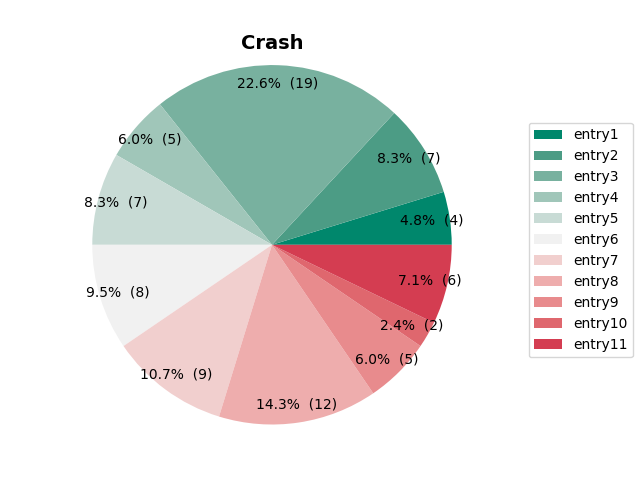 Crash
22.6% (19)
6.0% (5)
8.3% (7)
8.3% (7)
4.8% (4)
9.5% (8)
7.1% (6)
2.4% (2)
6.0% (5)
10.7% (9)
14.3% (12)
entry1
entry2
entry3
entry4
entry5
entry6
entry7
entry8
entry9
entry10
entry11